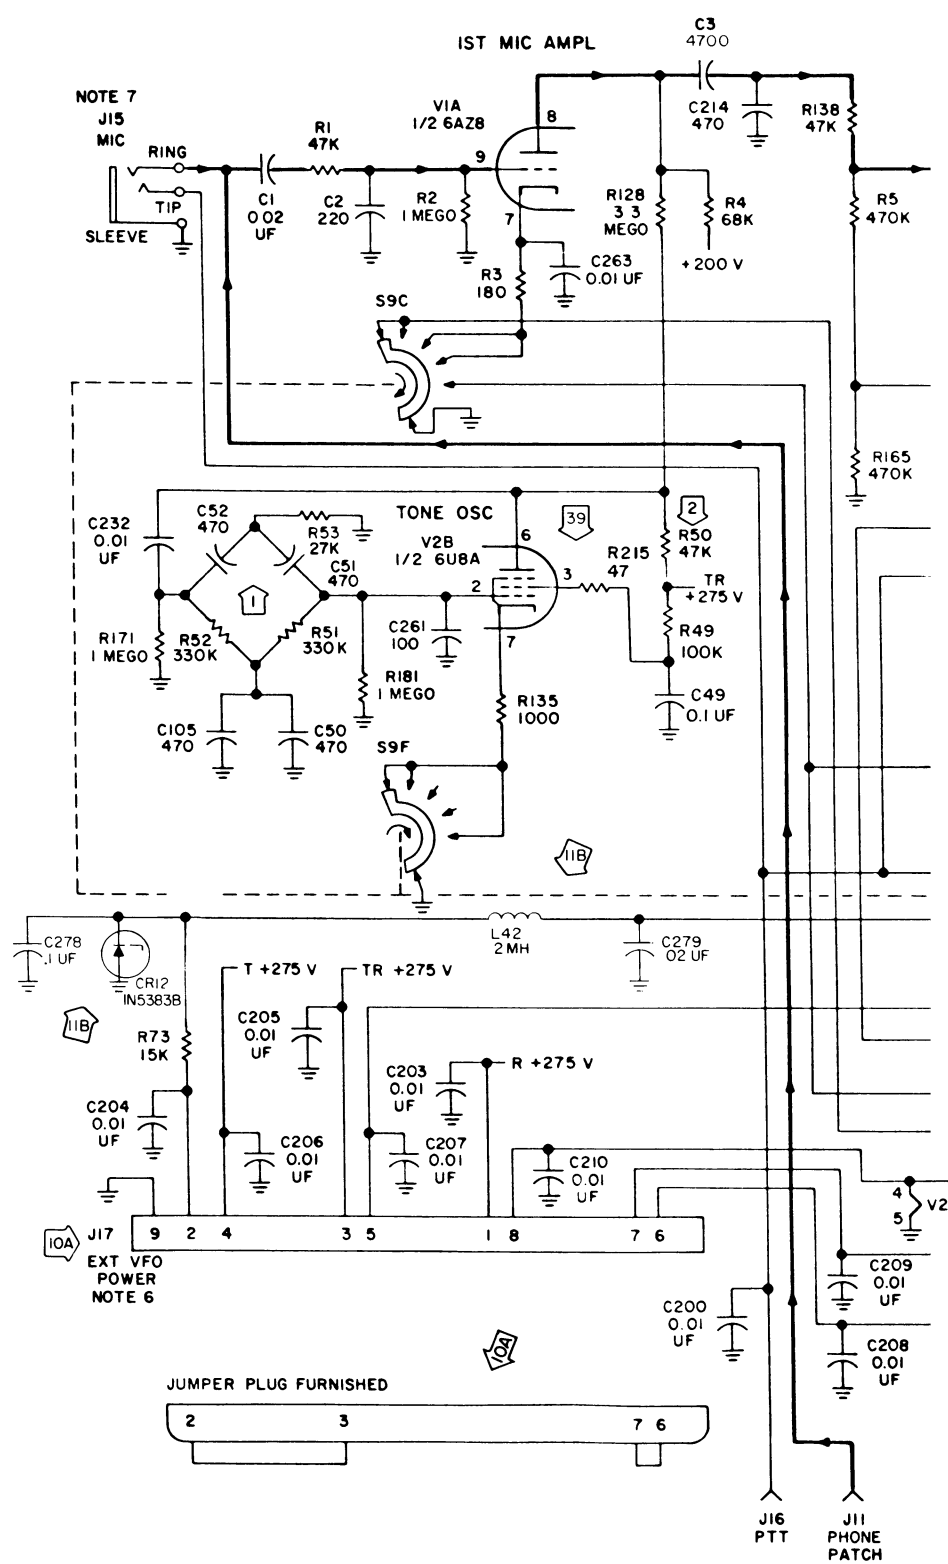 C3
4700
1ST MIC AMPL
NOTE 7
J15
MIC
V1A
1/2 6AZ8
8
C214
470
R138
47K
R1
47K
RING
9
TIP
C1
0.02
UF
C2
220
R2
1 MEGO
7
R128
3 3
MEGO
R4
68K
R5
470K
SLEEVE
R3
180
C263
0.01 UF
+200 V
S9C
R165
470K
C232
0.01
UF
C52
470
R53
27K
TONE OSC
V2B
1/2 6U8A
39
6
2
R50
47K
C51
470
R215
47
1
2
3
TR
+275 V
R171
1 MEGO
R52
330K
R51
330K
C261
100
7
R49
100K
R181
1 MEGO
R135
1000
C49
0.1 UF
C105
470
C50
470
S9F
11B
C278
.1 UF
L42
2MH
C279
02 UF
CR12
1N5383B
T +275 V
TR +275 V
11B
R73
15K
C205
0.01
UF
C203
0.01
UF
R +275 V
C204
0.01
UF
C206
0.01
UF
C207
0.01
UF
C210
0.01
UF
4
5
V2
10A
J17
9 2 4 3 5 1 8 7 6
EXT VFO
POWER
NOTE 6
C209
0.01
UF
C200
0.01
UF
C208
0.01
UF
10A
JUMPER PLUG FURNISHED
2 3 7 6
J16
PTT
J11
PHONE
PATCH